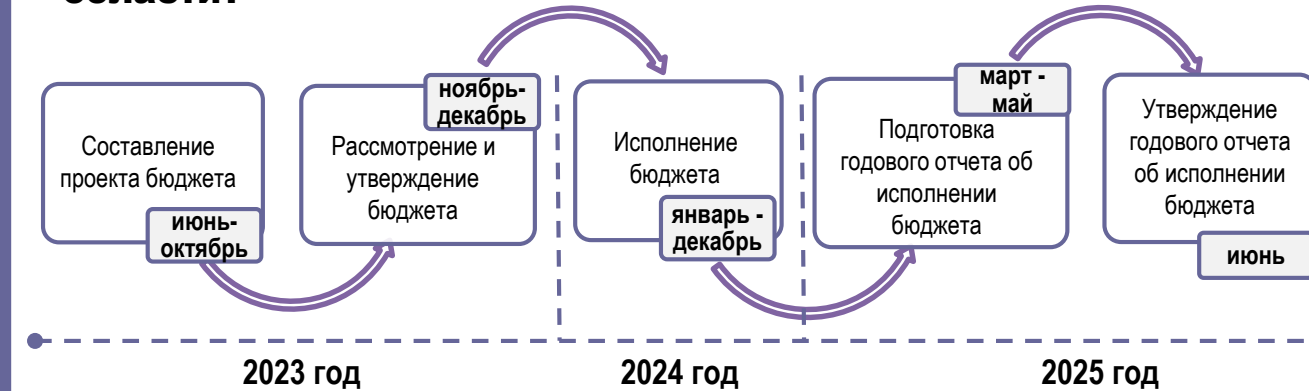 Составление
проекта бюджета
июнь-
октябрь
Рассмотрение и
утверждение
бюджета
ноябрь-
декабрь
Исполнение
бюджета
январь -
декабрь
Подготовка
годового отчета об
исполнении
бюджета
март -
май
Утверждение
годового отчета
об исполнении
бюджета
июнь
2023 год
2024 год
2025 год